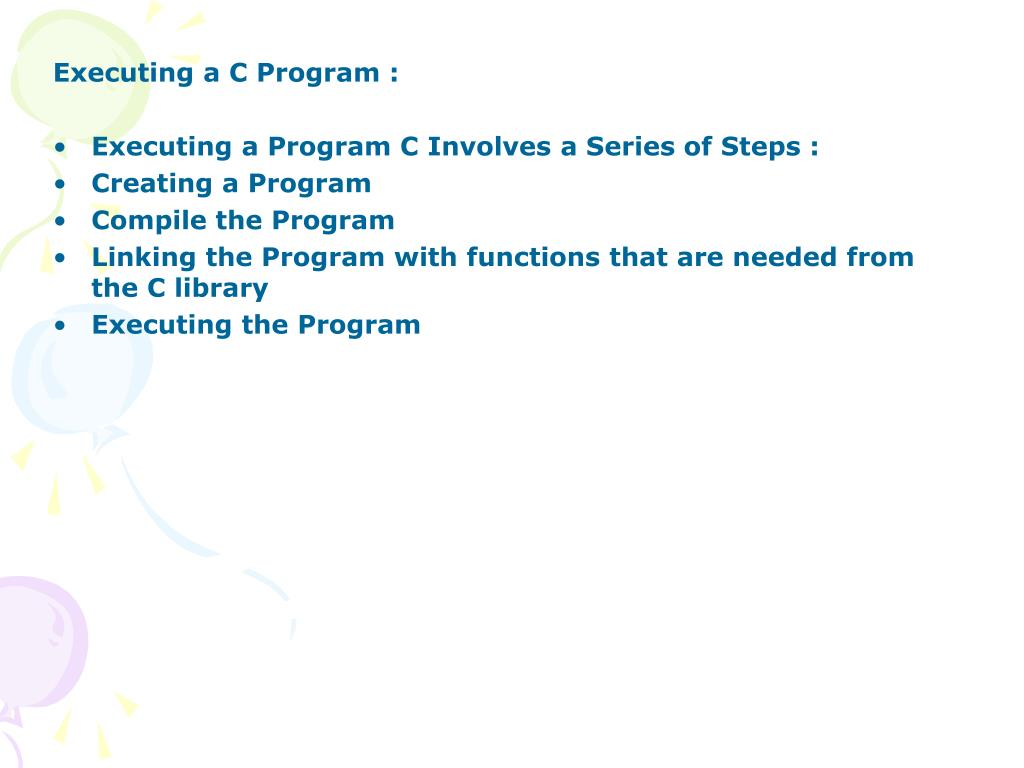 Executing a C Program :
• Executing a Program C Involves a Series of Steps :
• Creating a Program
• Compile the Program
• Linking the Program with functions that are needed from
the C library
• Executing the Program